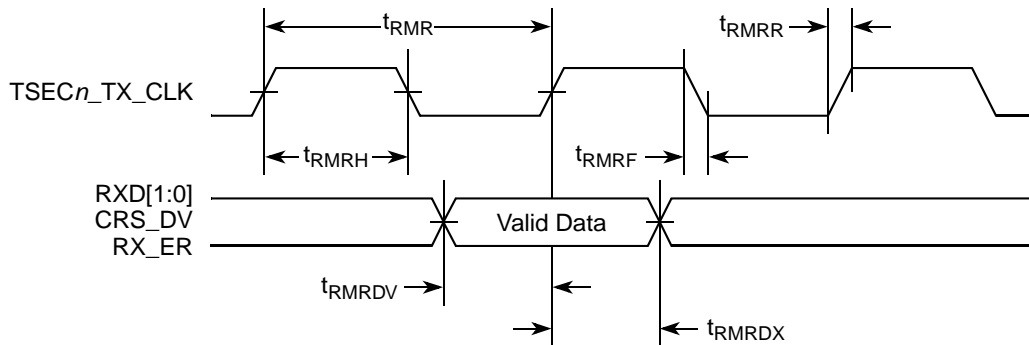 tRMR
tRMRR
TSECn_TX_CLK
tRMRH
tRMRF
RXD[1:0]
CRS_DV
RX_ER
Valid Data
tRMRDV
tRMRDX